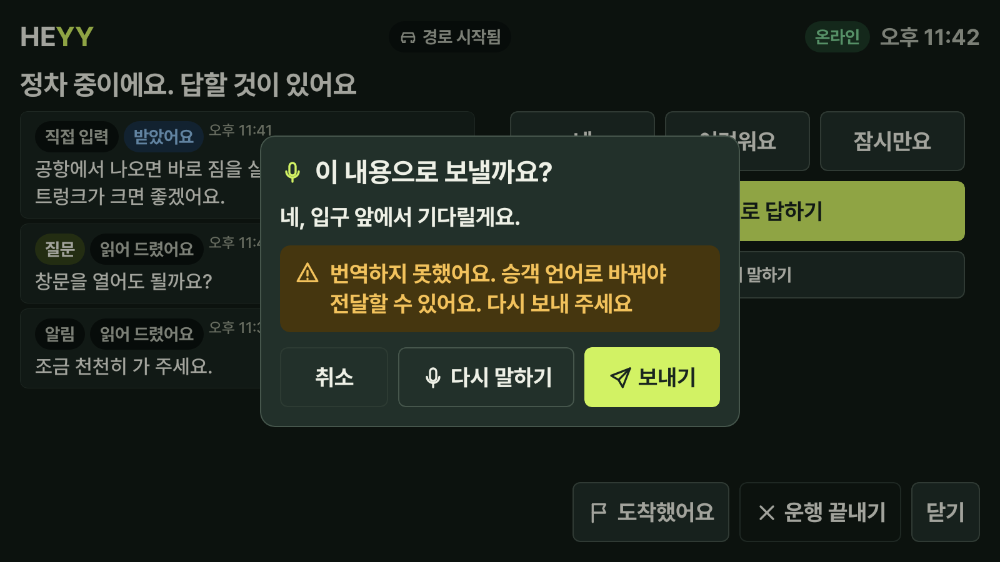 HEYY
경로 시작됨
온라인 오후 11:42
정차 중이에요. 답할 것이 있어요
직접 입력 받았어요 오후 11:41
공항에서 나오면 바로 짐을
트렁크가 크면 좋겠어요.
질문 읽어 드렸어요 오후
창문을 열어도 될까요?
알림 읽어 드렸어요 오후
조금 천천히 가 주세요.
잠시만요
로 답하기
말하기
이 내용으로 보낼까요?
네, 입구 앞에서 기다릴게요.
번역하지 못했어요. 승객 언어로 바꿔야
전달할 수 있어요. 다시 보내 주세요
취소
다시 말하기
보내기
도착했어요
운행 끝내기
닫기